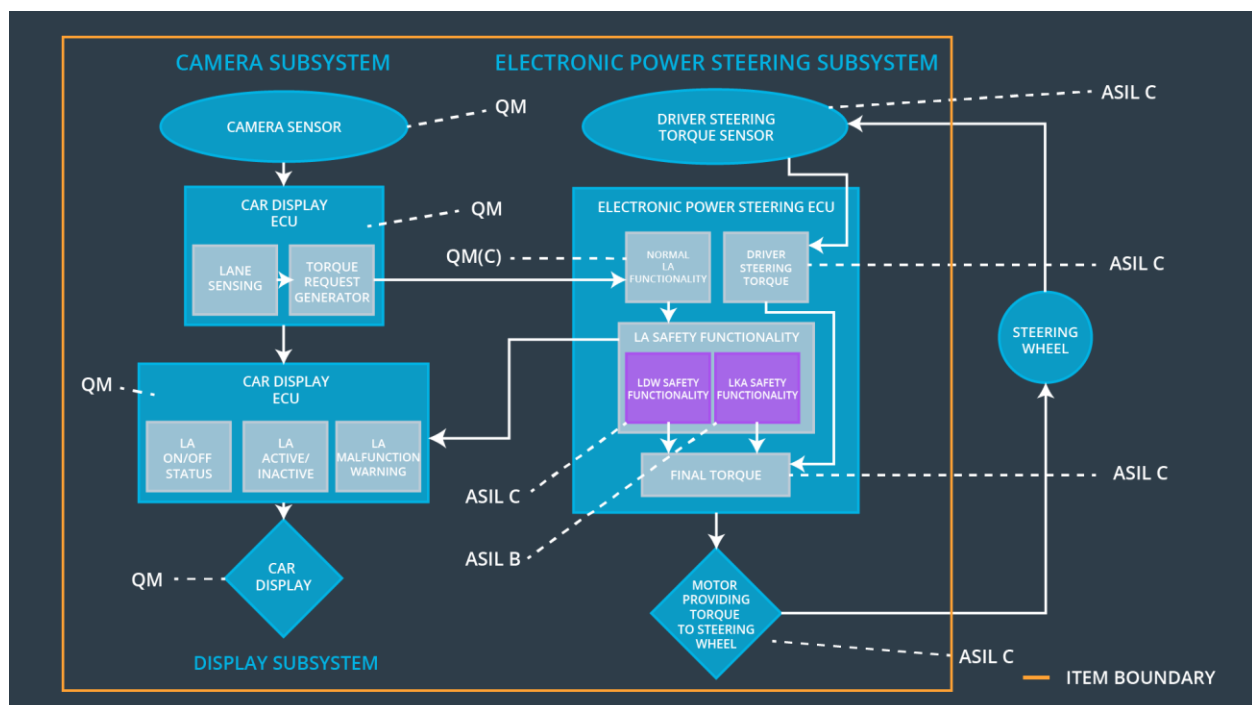 CAMERA SUBSYSTEM
ELECTRONIC POWER STEERING SUBSYSTEM
CAMERA SENSOR
QM
DRIVER STEERING
TORQUE SENSOR
ASIL C
CAR DISPLAY
ECU
QM
LANE
SENSING
TORQUE
REQUEST
GENERATOR
ELECTRONIC POWER STEERING ECU
QM(C)
NORMAL
LA
FUNCTIONALITY
DRIVER
STEERING
TORQUE
ASIL C
STEERING
WHEEL
LA SAFETY FUNCTIONALITY
LDW SAFETY
FUNCTIONALITY
LKA SAFETY
FUNCTIONALITY
QM
CAR DISPLAY
ECU
LA
ON/OFF
STATUS
LA
ACTIVE/
INACTIVE
LA
MALFUNCTION
WARNING
FINAL TORQUE
ASIL C
ASIL C
ASIL B
QM
CAR
DISPLAY
MOTOR
PROVIDING
TORQUE
TO STEERING
WHEEL
ASIL C
DISPLAY SUBSYSTEM
ITEM BOUNDARY